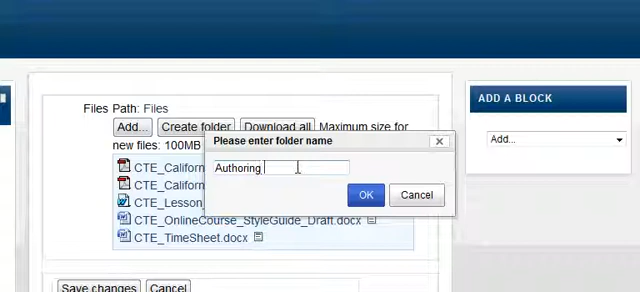 ADD A BLOCK
Add...
Files Path: Files
Add... Create folder Download all Maximum size for
new files: 100MB
Please enter folder name
Authoring
OK Cancel
CTE_Californ
CTE_Californ
CTE_Lesson_
CTE_OnlineCourse_StyleGuide_Draft.docx
CTE_TimeSheet.docx
Save changes Cancel